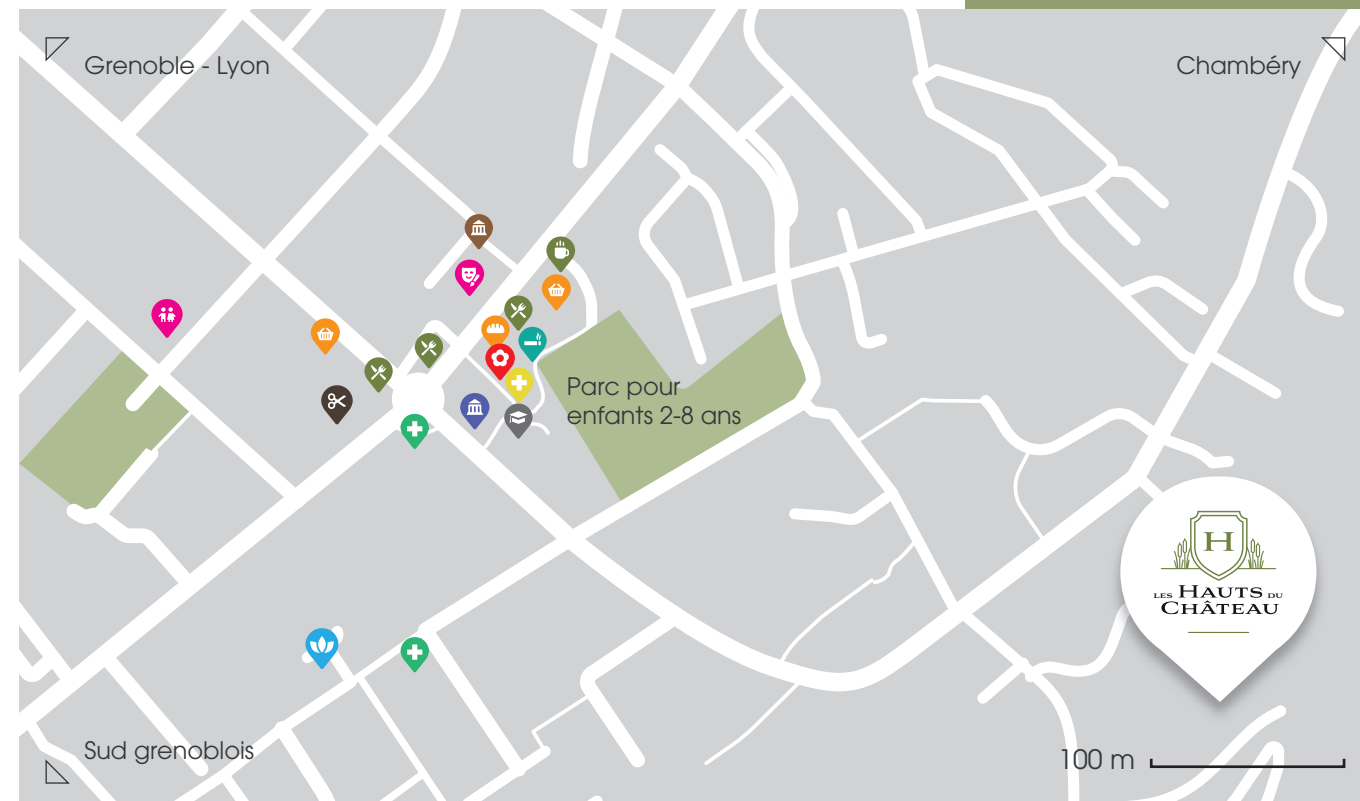 Grenoble - Lyon
Chambéry
Parc pour
enfants 2-8 ans
H
LES HAUTS DU
CHÂTEAU
Sud grenoblois
100 m